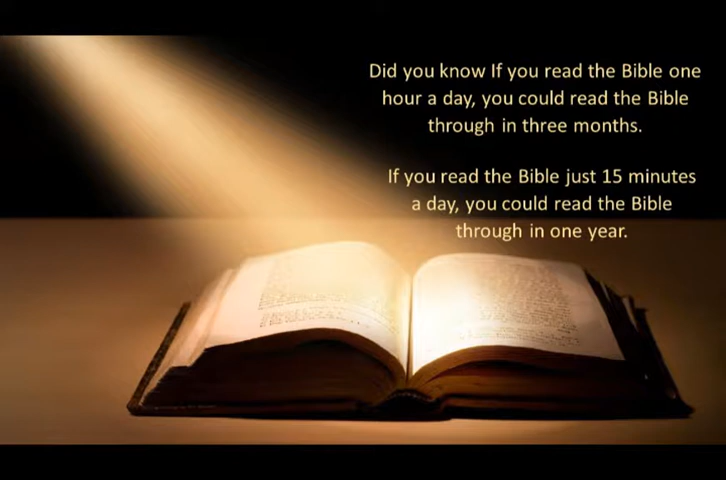 Did you know If you read the Bible one
hour a day, you could read the Bible
through in three months.
If you read the Bible just 15 minutes
a day, you could read the Bible
through in one year.